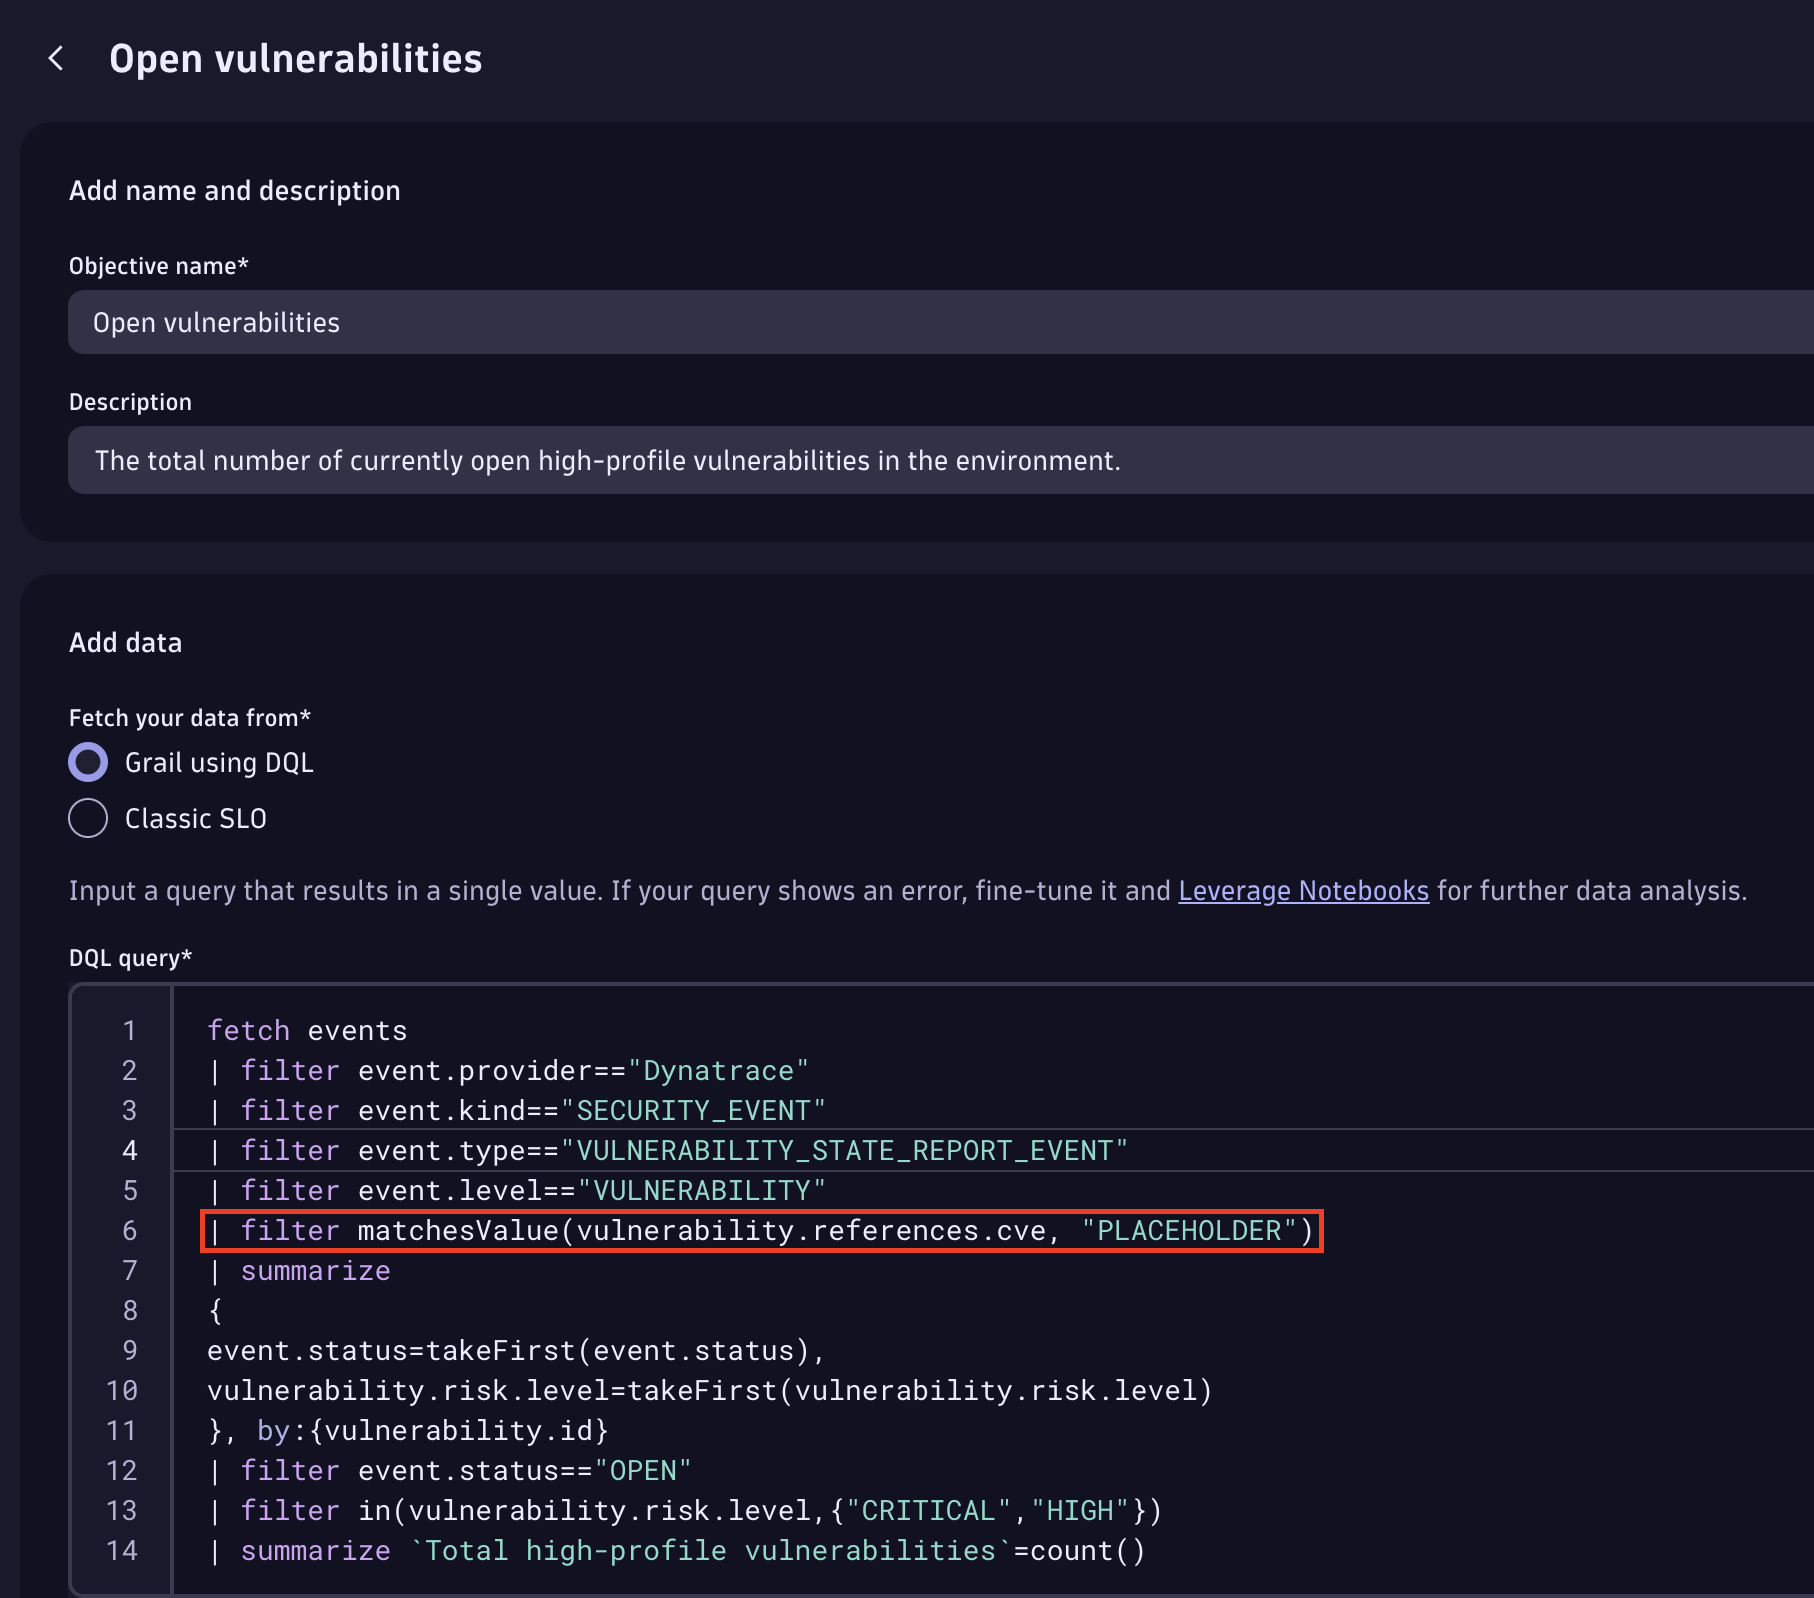 Open vulnerabilities
Add name and description
Objective name*
Open vulnerabilities
Description
The total number of currently open high-profile vulnerabilities in the environment.
Add data
Fetch your data from*
Grail using DQL
Classic SLO
Input a query that results in a single value. If your query shows an error, fine-tune it and Leverage Notebooks for further data analysis.
DQL query*
1 fetch events
2 | filter event.provider=="Dynatrace"
3 | filter event.kind=="SECURITY_EVENT"
4 | filter event.type=="VULNERABILITY_STATE_REPORT_EVENT"
5 | filter event.level=="VULNERABILITY"
6 | filter matchesValue(vulnerability.references.cve, "PLACEHOLDER")
7 | summarize
8 {
9 event.status=takeFirst(event.status),
10 vulnerability.risk.level=takeFirst(vulnerability.risk.level)
11 }, by:{vulnerability.id}
12 | filter event.status=="OPEN"
13 | filter in(vulnerability.risk.level,{"CRITICAL","HIGH"})
14 | summarize `Total high-profile vulnerabilities`=count()